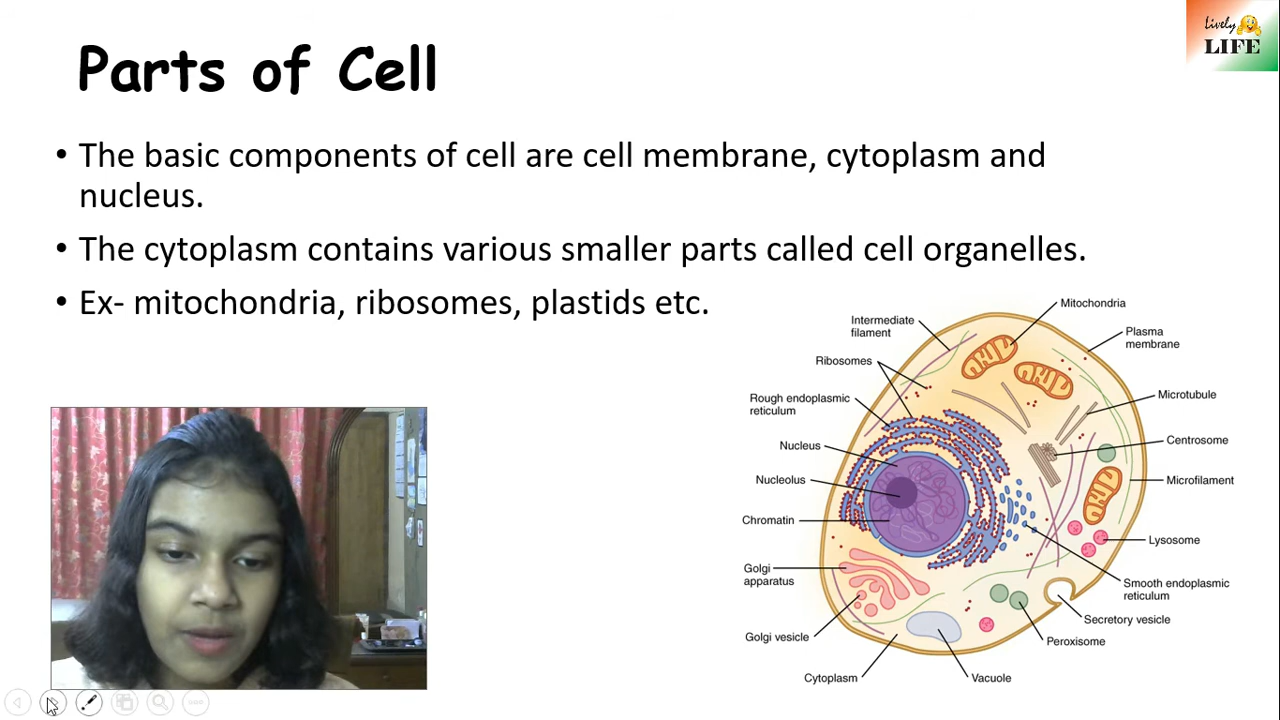 Lively
LIFE
Parts of Cell
• The basic components of cell are cell membrane, cytoplasm and
nucleus.
• The cytoplasm contains various smaller parts called cell organelles.
• Ex- mitochondria, ribosomes, plastids etc.
Mitochondria
Intermediate
filament
Plasma
membrane
Ribosomes
Rough endoplasmic
reticulum
Microtubule
Nucleus
Centrosome
Nucleolus
Microfilament
Chromatin
Lysosome
Golgi
apparatus
Smooth endoplasmic
reticulum
Secretory vesicle
Golgi vesicle
Peroxisome
Cytoplasm
Vacuole